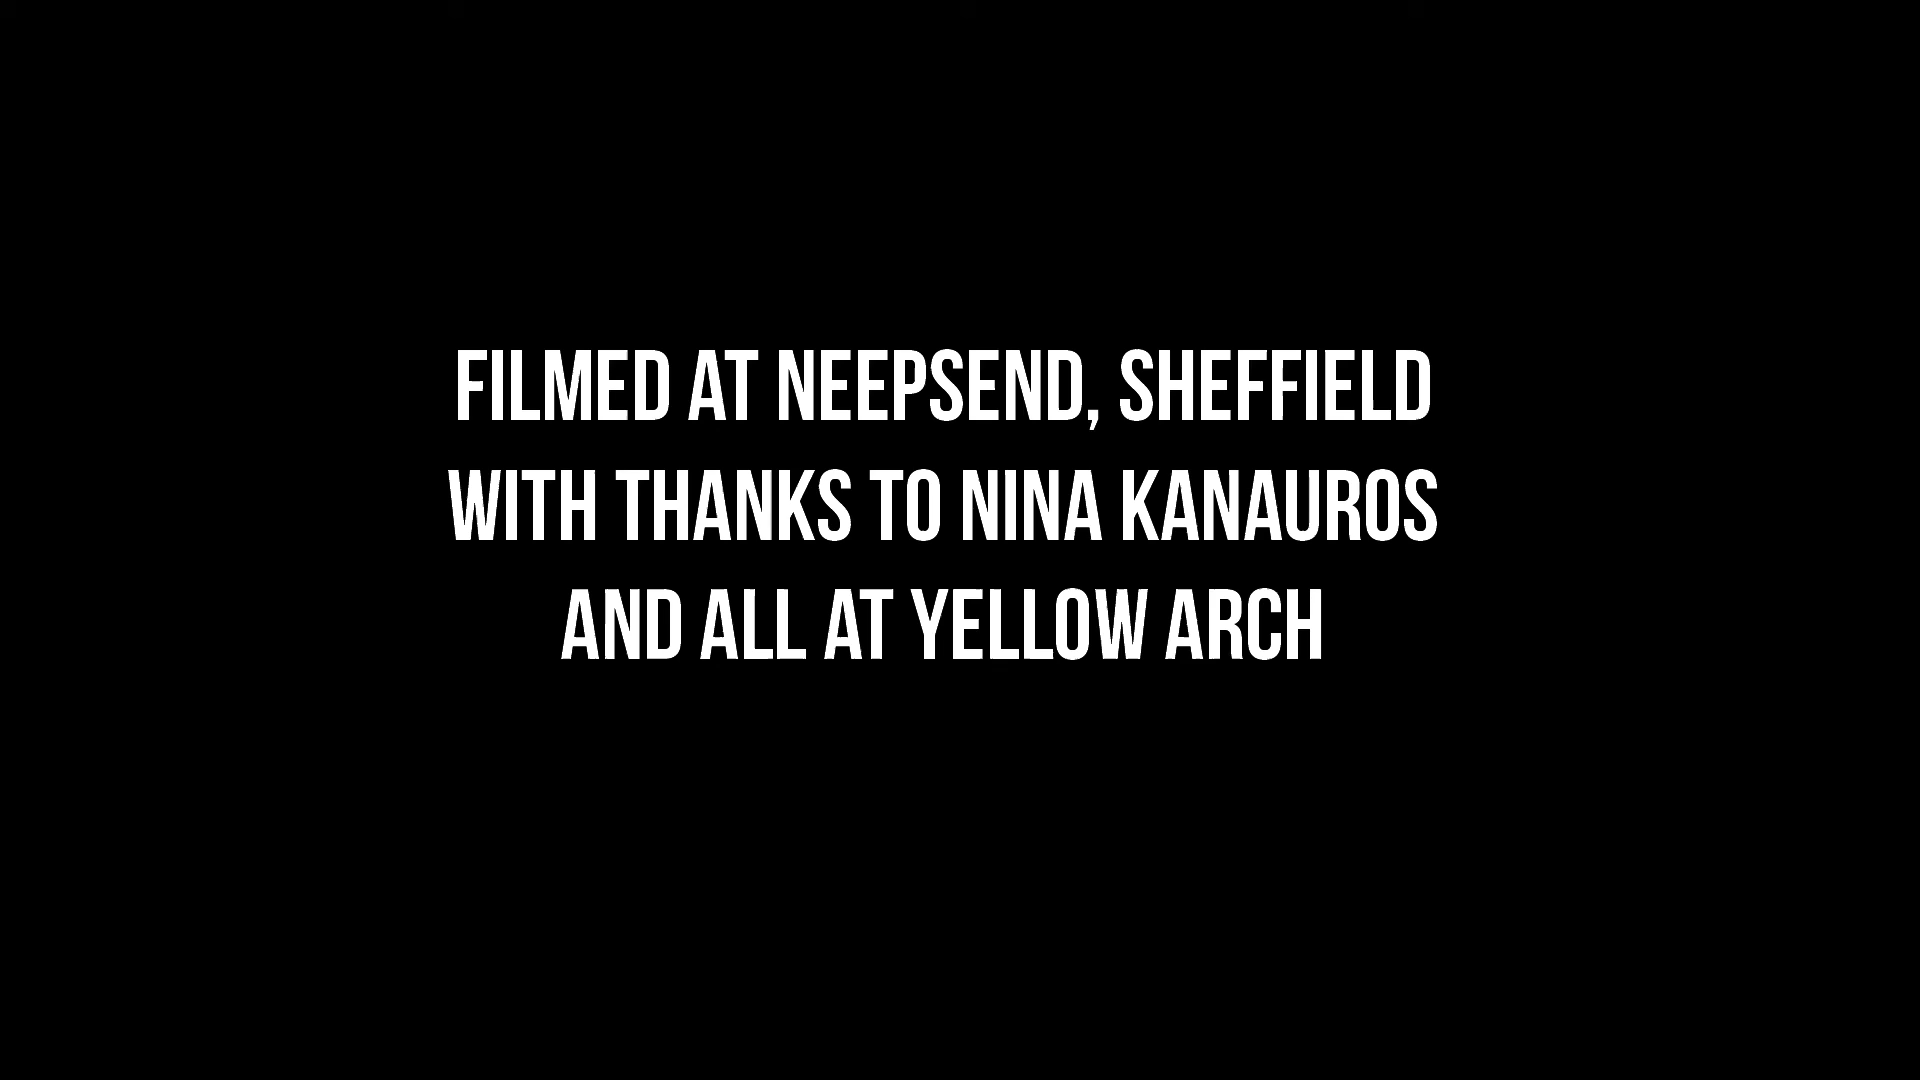 FILMED AT NEEPSEND, SHEFFIELD
WITH THANKS TO NINA KANAUROS
AND ALL AT YELLOW ARCH